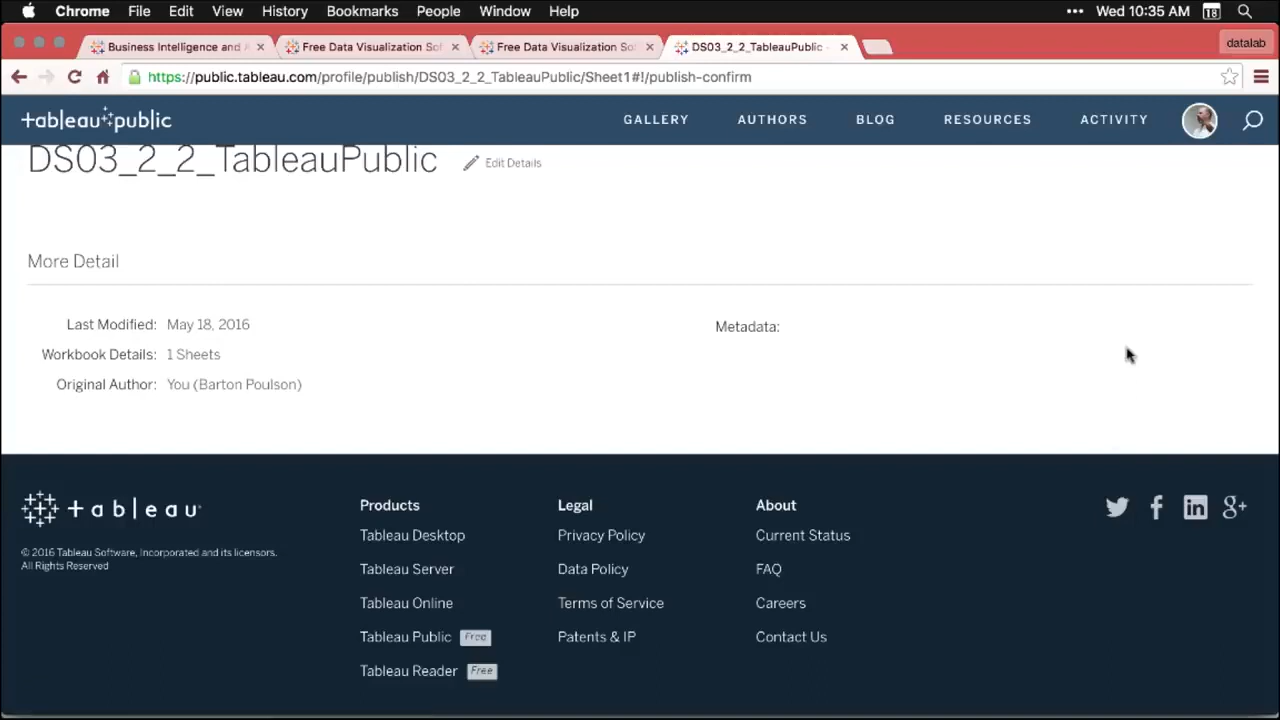 Chrome File Edit View History Bookmarks People Window Help ••• Wed 10:35 AM 18
Business Intelligence and A Free Data Visualization Sof Free Data Visualization So DS03_2_2_TableauPublic - datalab
https://public.tableau.com/profile/publish/DS03_2_2_TableauPublic/Sheet1#!/publish-confirm
tableau public GALLERY AUTHORS BLOG RESOURCES ACTIVITY
DS03_2_2_TableauPublic Edit Details
More Detail
Last Modified: May 18, 2016 Metadata:
Workbook Details: 1 Sheets
Original Author: You (Barton Poulson)
tableau
© 2016 Tableau Software, Incorporated and its licensors.
All Rights Reserved
Products
Tableau Desktop
Tableau Server
Tableau Online
Tableau Public Free
Tableau Reader Free
Legal
Privacy Policy
Data Policy
Terms of Service
Patents & IP
About
Current Status
FAQ
Careers
Contact Us
f in g+